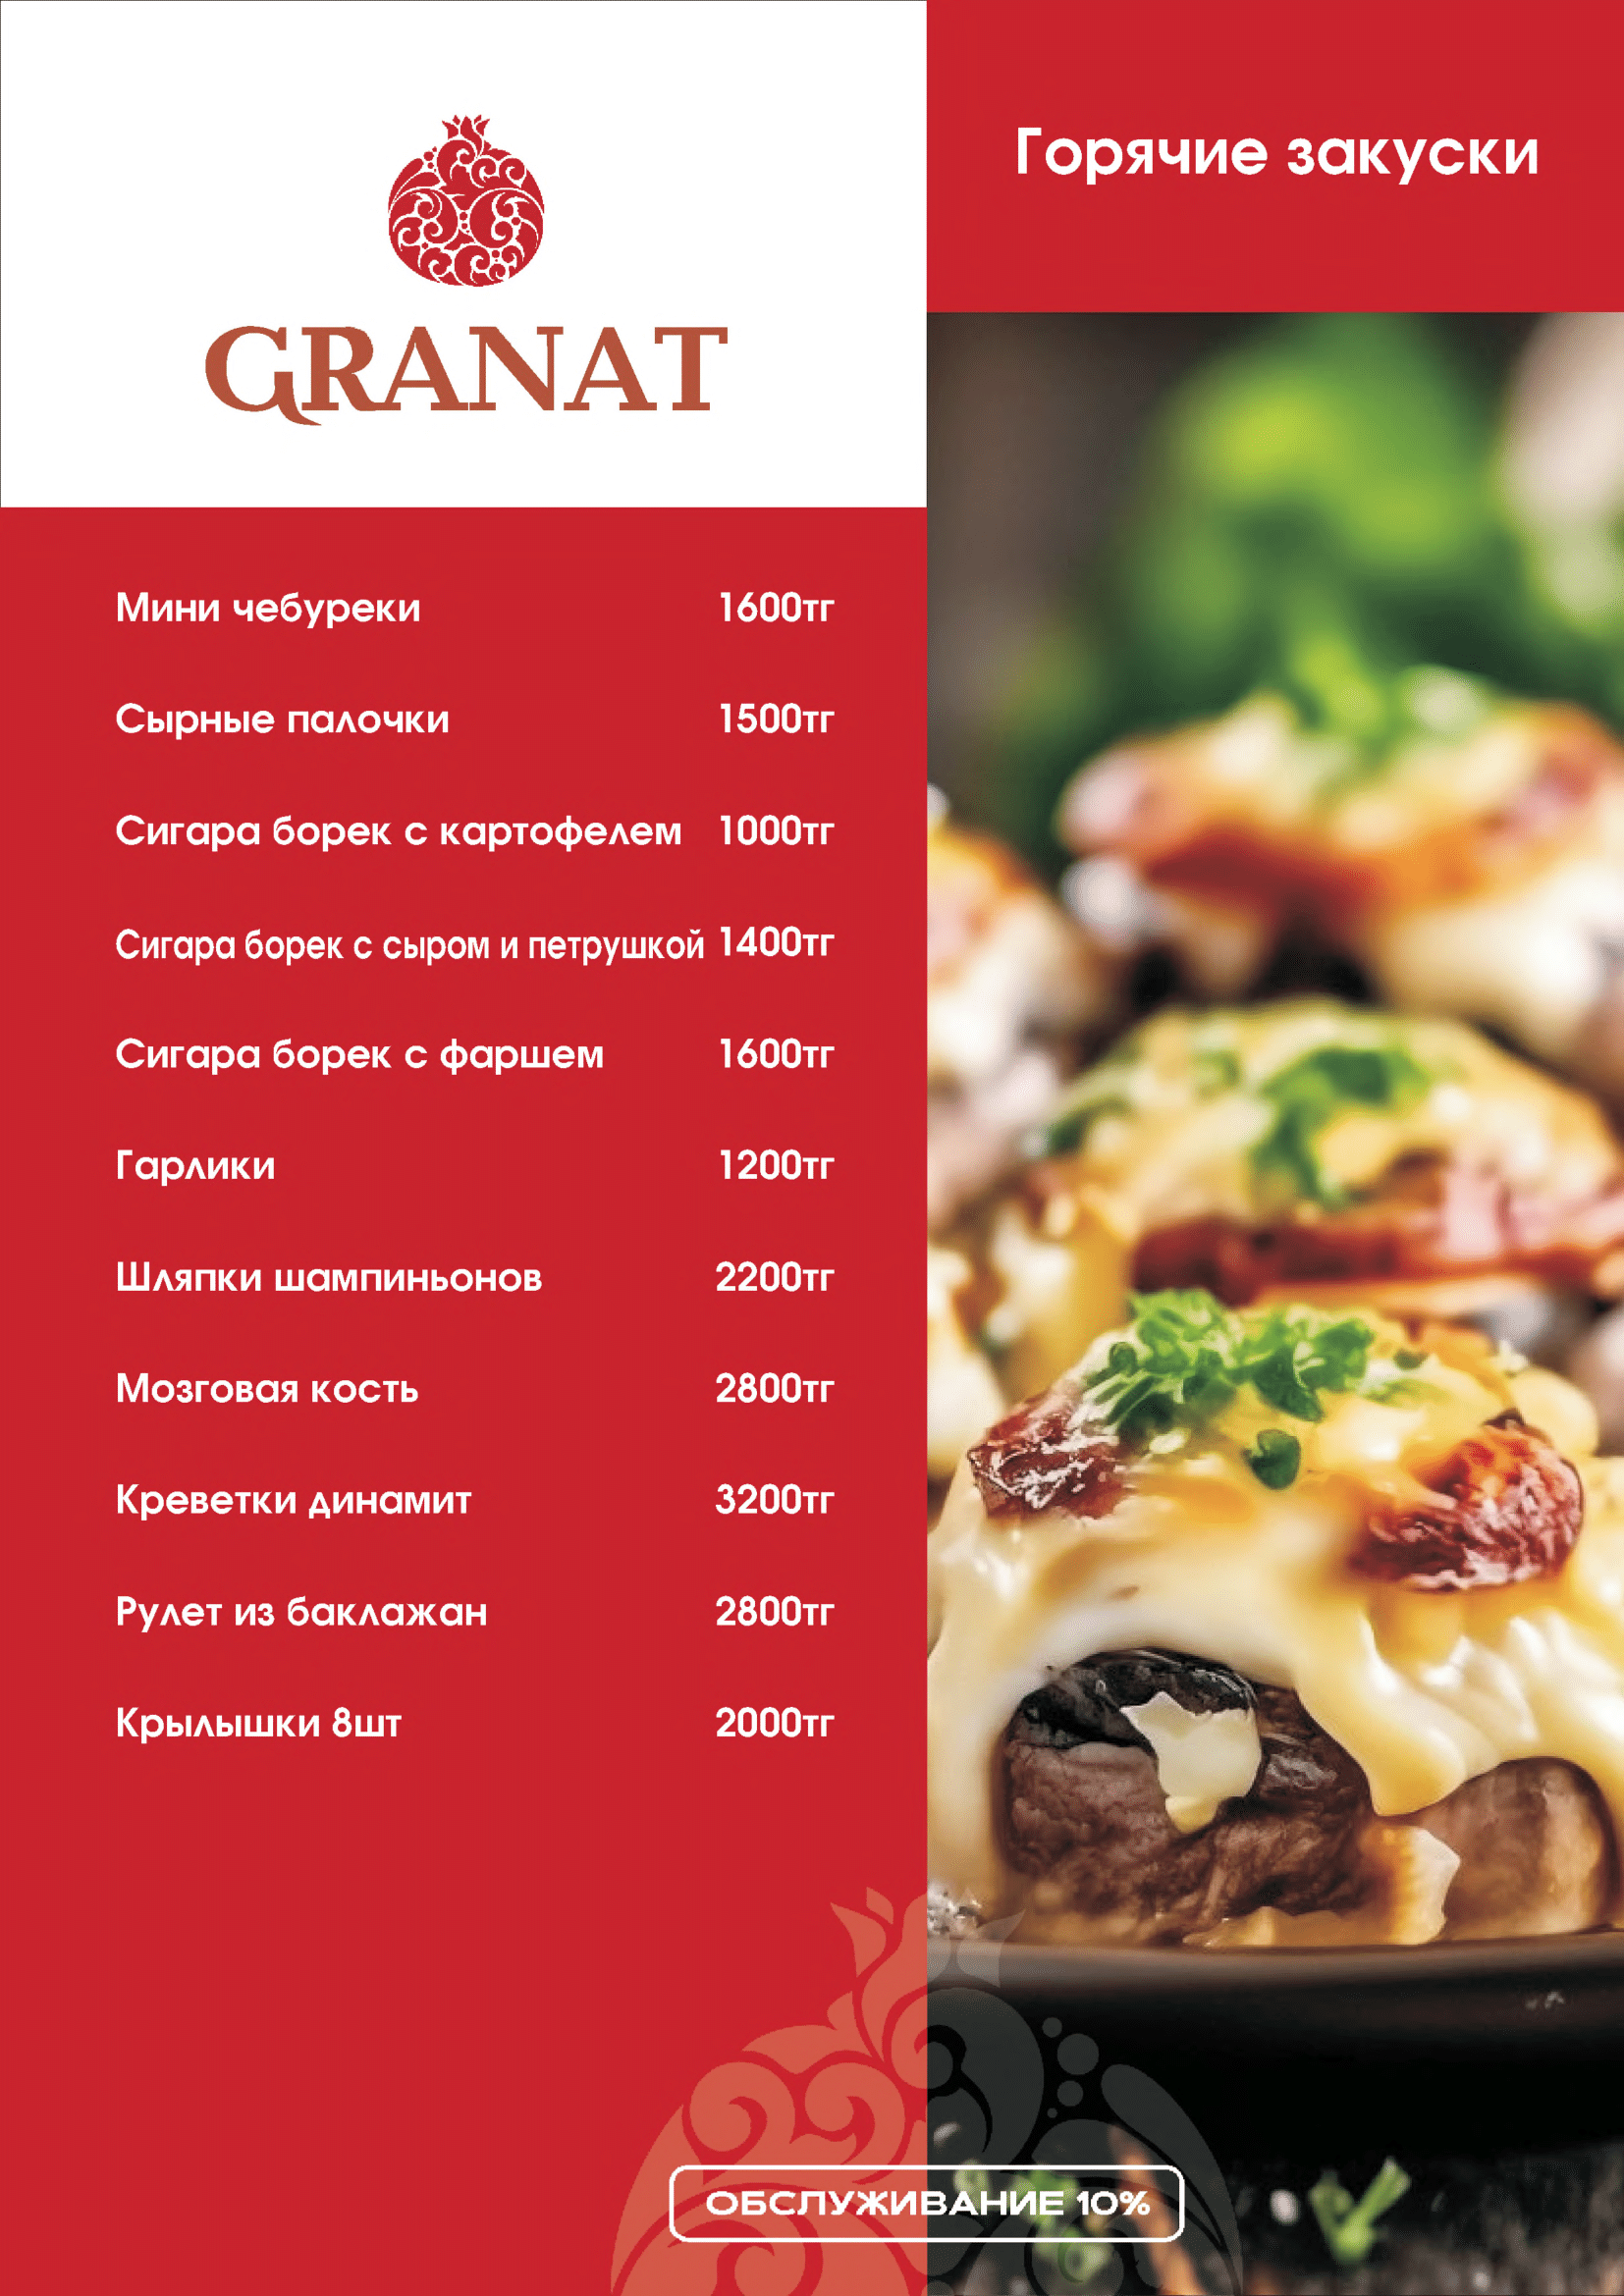 GRANAT
Горячие закуски
Мини чебуреки 1600тг
Сырные палочки 1500тг
Сигара борек с картофелем 1000тг
Сигара борек с сыром и петрушкой 1400тг
Сигара борек с фаршем 1600тг
Гарлики 1200тг
Шляпки шампиньонов 2200тг
Мозговая кость 2800тг
Креветки динамит 3200тг
Рулет из баклажан 2800тг
Крылышки 8шт 2000тг
ОБСЛУЖИВАНИЕ 10%